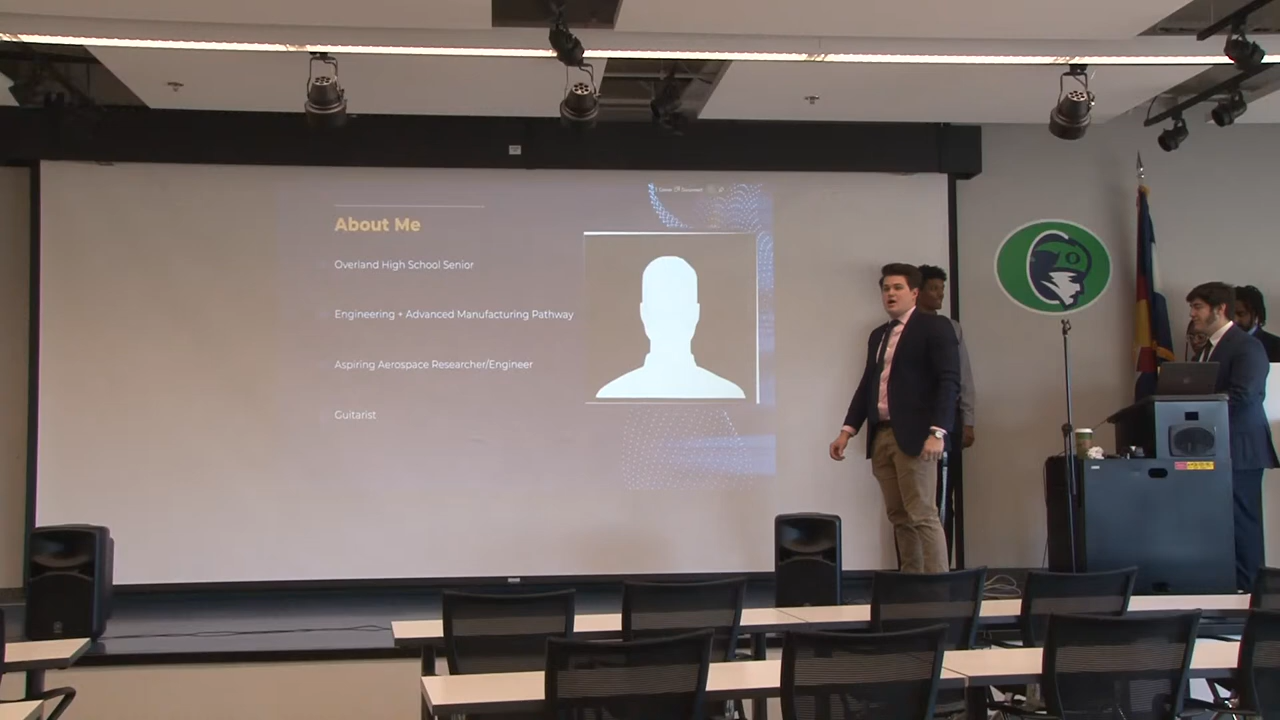 About Me
Overland High School Senior
Engineering + Advanced Manufacturing Pathway
Aspiring Aerospace Researcher/Engineer
Guitarist